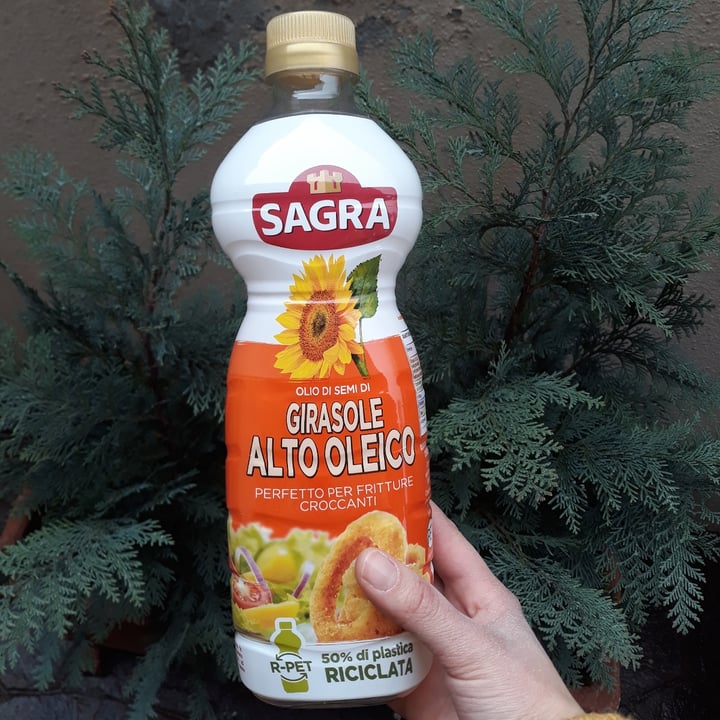 SAGRA
OLIO DI SEMI DI
GIRASOLE
ALTO OLEICO
PERFETTO PER FRITTURE
CROCCANTI
R-PET
50% di plastica
RICICLATA